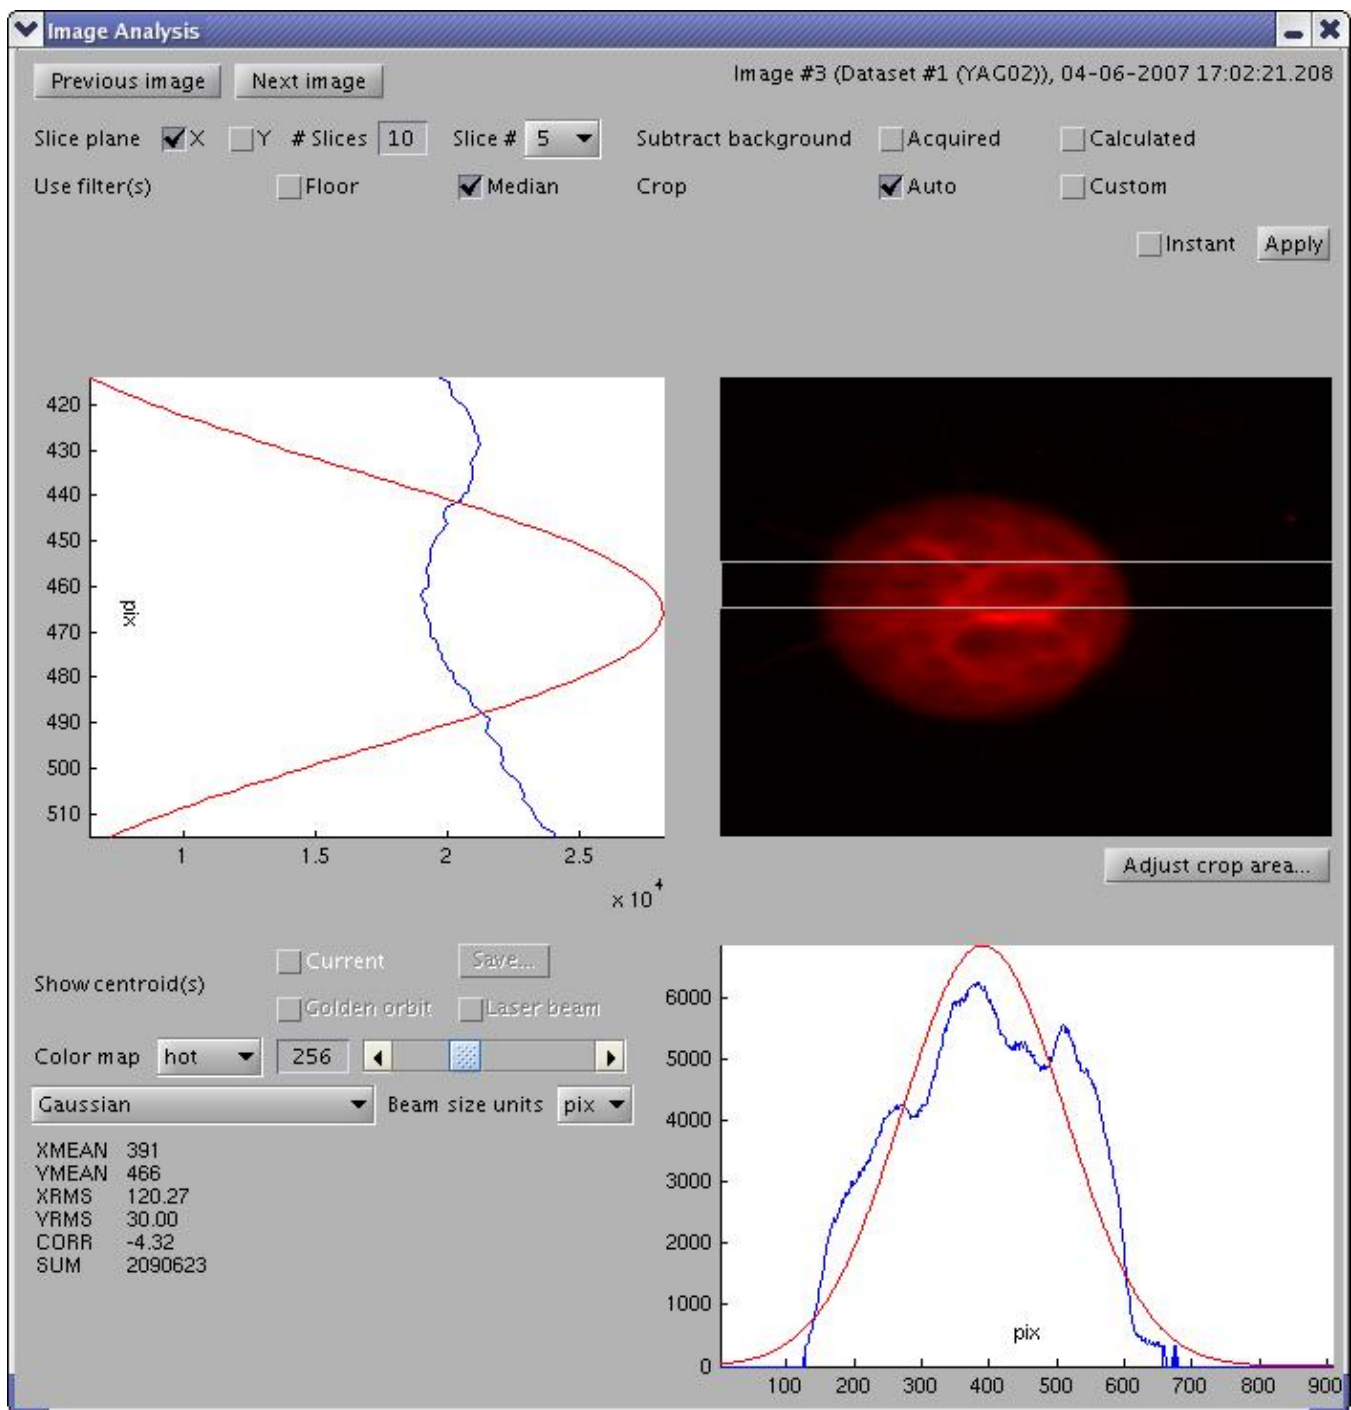 Image Analysis
Previous image Next image Image #3 (Dataset #1 (YAG02)), 04-06-2007 17:02:21.208
Slice plane X Y # Slices 10 Slice # 5 Subtract background Acquired Calculated
Use filter(s) Floor Median Crop Auto Custom
Instant Apply
420
430
440
450
460
470
480
490
500
510
pix
1 1.5 2 2.5
x 10^4
Adjust crop area...
Show centroid(s) Current Save...
Golden orbit Laser beam
Color map hot 256
Gaussian Beam size units pix
XMEAN 391
YMEAN 466
XRMS 120.27
YRMS 30.00
CORR -4.32
SUM 2090623
6000
5000
4000
3000
2000
1000
0
pix
100 200 300 400 500 600 700 800 900